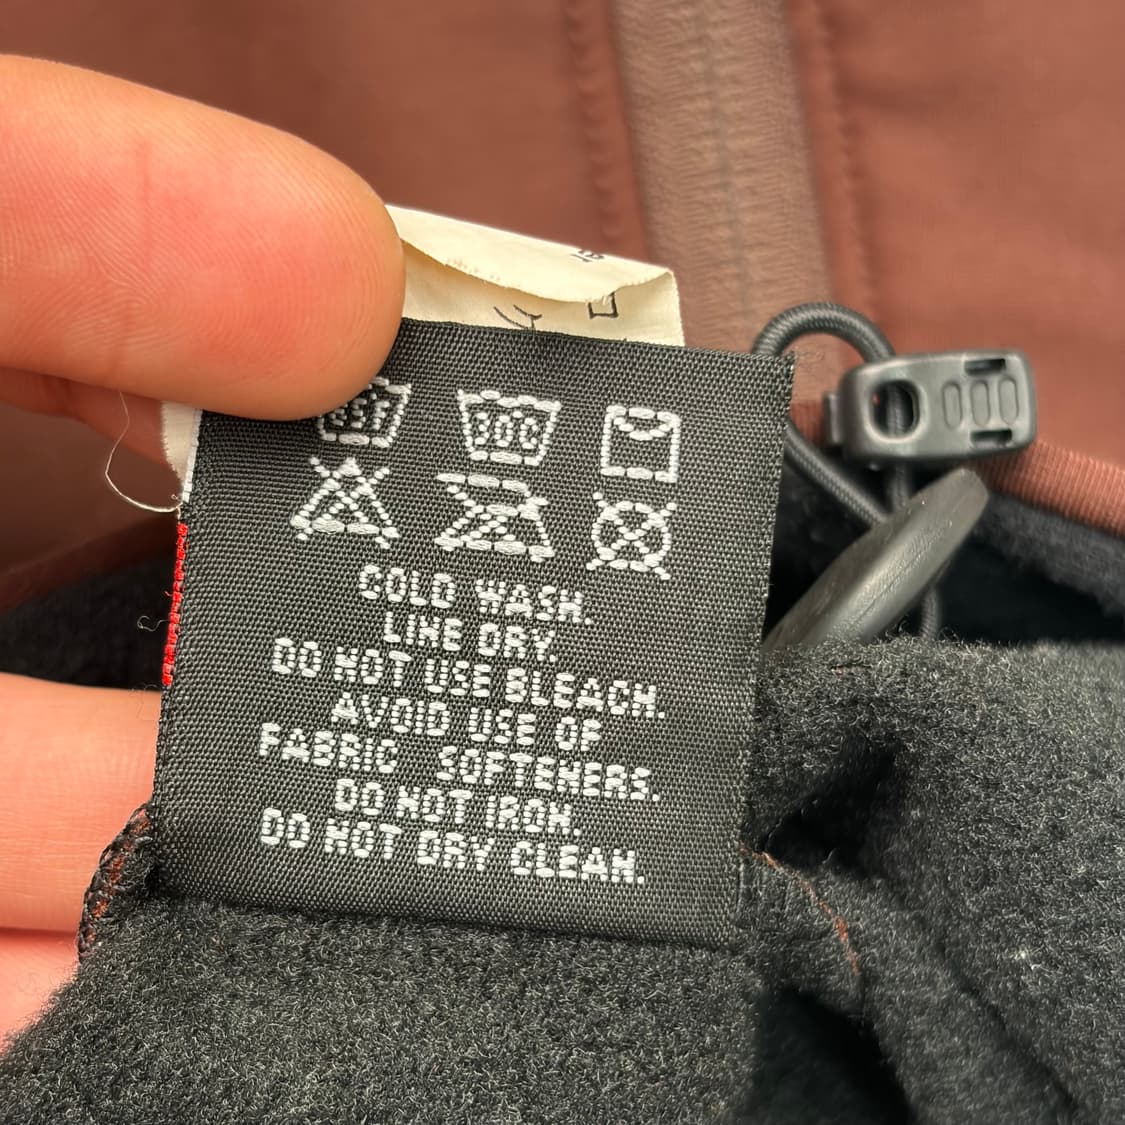 30C
COLD WASH.
LINE DRY.
DO NOT USE BLEACH.
AVOID USE OF
FABRIC SOFTENERS.
DO NOT IRON.
DO NOT DRY CLEAN.